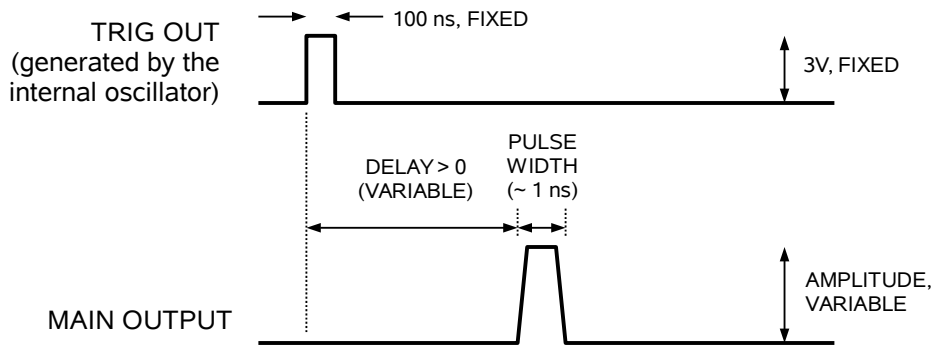 TRIG OUT
(generated by the
internal oscillator)
100 ns, FIXED
3V, FIXED
DELAY > 0
(VARIABLE)
PULSE
WIDTH
(~ 1 ns)
MAIN OUTPUT
AMPLITUDE,
VARIABLE